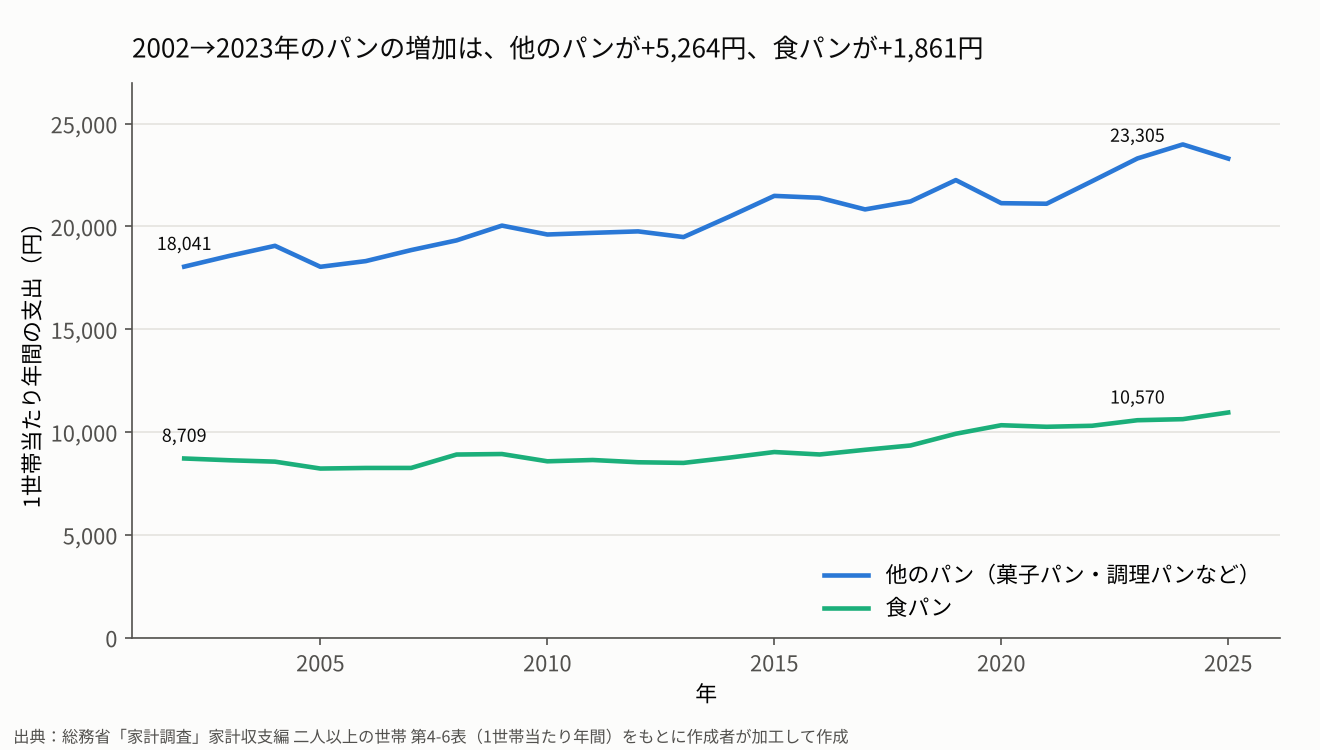 2002→2023年のパンの増加は、他のパンが+5,264円、食パンが+1,861円
1世帯当たり年間の支出（円）
25,000
20,000
15,000
10,000
5,000
0
18,041
23,305
8,709
10,570
他のパン（菓子パン・調理パンなど）
食パン
2005
2010
2015
2020
2025
年
出典：総務省「家計調査」家計収支編 二人以上の世帯 第4-6表（1世帯当たり年間）をもとに作成者が加工して作成